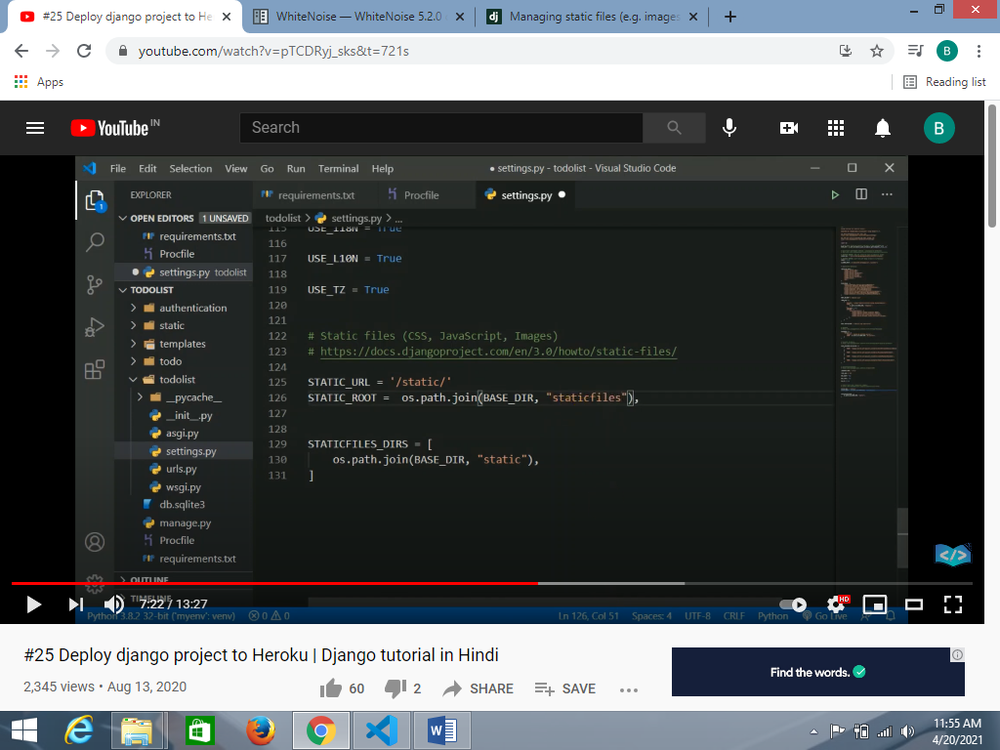 #25 Deploy django project to He
WhiteNoise — WhiteNoise 5.2.0
Managing static files (e.g. images
youtube.com/watch?v=pTCDRyj_sks&t=721s
B
Apps
Reading list
YouTube IN
Search
B
File Edit Selection View Go Run Terminal Help
● settings.py - todolist - Visual Studio Code
EXPLORER
requirements.txt
Procfile
settings.py
OPEN EDITORS 1 UNSAVED
todolist > settings.py > ...
requirements.txt
Procfile
settings.py todolist
TODOLIST
authentication
static
templates
todo
todolist
__pycache__
__init__.py
asgi.py
settings.py
urls.py
wsgi.py
db.sqlite3
manage.py
Procfile
requirements.txt
OUTLINE
TIMELINE
1
115 USE_I18N = True
116
117 USE_L10N = True
118
119 USE_TZ = True
120
121
122 # Static files (CSS, JavaScript, Images)
123 # https://docs.djangoproject.com/en/3.0/howto/static-files/
124
125 STATIC_URL = '/static/'
126 STATIC_ROOT =  os.path.join(BASE_DIR, "staticfiles"),
127
128
129 STATICFILES_DIRS = [
130 os.path.join(BASE_DIR, "static"),
131 ]
</>
7:22 / 13:27
HD
Python 3.8.2 32-bit ('myenv': venv) 0 0
Ln 126, Col 51 Spaces: 4 UTF-8 CRLF Python Go Live
#25 Deploy django project to Heroku | Django tutorial in Hindi
2,345 views • Aug 13, 2020
60
2
SHARE
SAVE
Find the words.
11:55 AM
4/20/2021